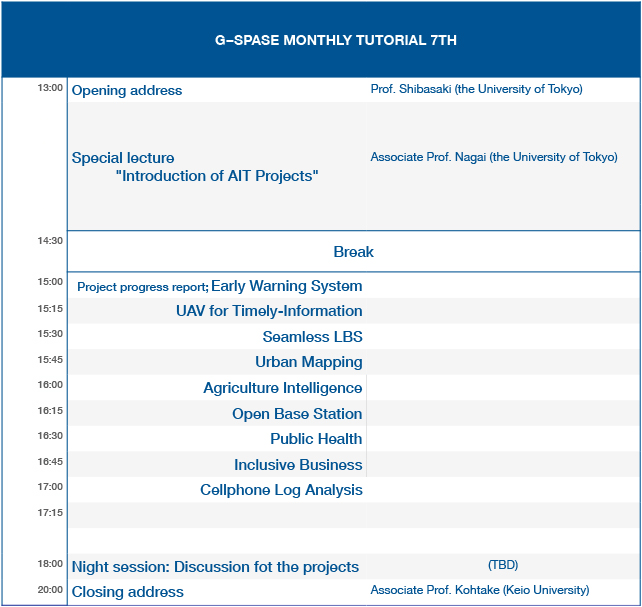 G-SPASE MONTHLY TUTORIAL 7TH
13:00 Opening address Prof. Shibasaki (the University of Tokyo)
Special lecture Associate Prof. Nagai (the University of Tokyo)
"Introduction of AIT Projects"
14:30
Break
15:00 Project progress report; Early Warning System
15:15 UAV for Timely-Information
15:30 Seamless LBS
15:45 Urban Mapping
16:00 Agriculture Intelligence
16:15 Open Base Station
16:30 Public Health
16:45 Inclusive Business
17:00 Cellphone Log Analysis
17:15
18:00 Night session: Discussion fot the projects (TBD)
20:00 Closing address Associate Prof. Kohtake (Keio University)